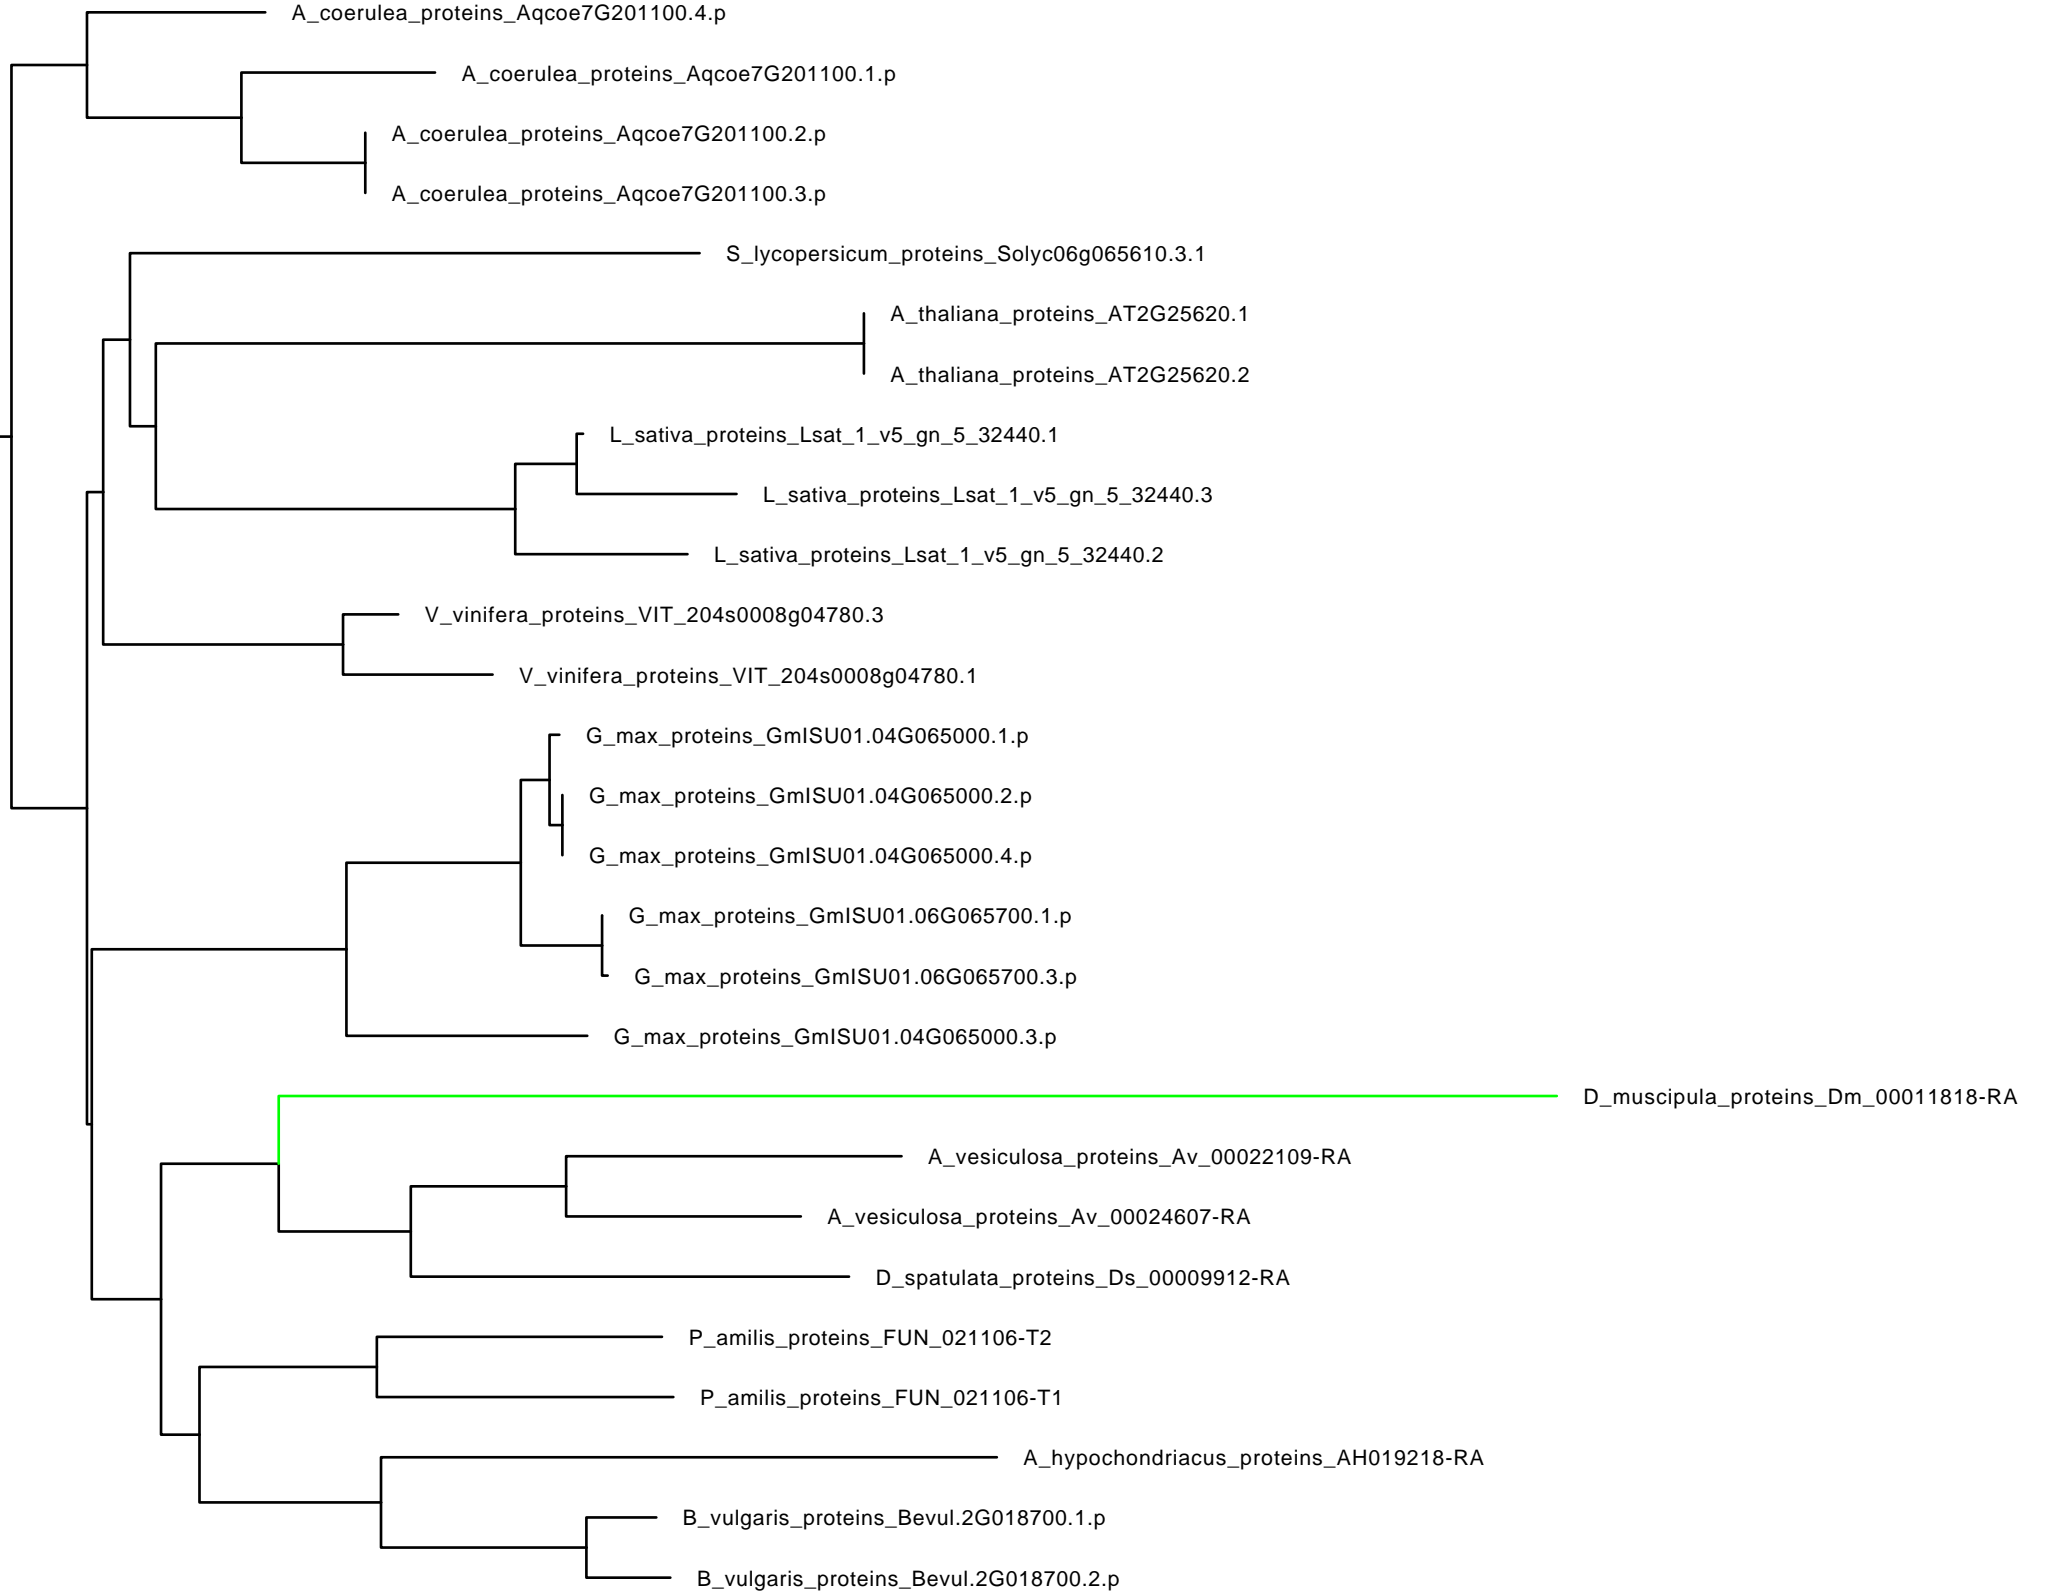 A_coerulea_proteins_Aqcoe7G201100.4.p
A_coerulea_proteins_Aqcoe7G201100.1.p
A_coerulea_proteins_Aqcoe7G201100.2.p
A_coerulea_proteins_Aqcoe7G201100.3.p
S_lycopersicum_proteins_Solyc06g065610.3.1
A_thaliana_proteins_AT2G25620.1
A_thaliana_proteins_AT2G25620.2
L_sativa_proteins_Lsat_1_v5_gn_5_32440.1
L_sativa_proteins_Lsat_1_v5_gn_5_32440.3
L_sativa_proteins_Lsat_1_v5_gn_5_32440.2
V_vinifera_proteins_VIT_204s0008g04780.3
V_vinifera_proteins_VIT_204s0008g04780.1
G_max_proteins_GmISU01.04G065000.1.p
G_max_proteins_GmISU01.04G065000.2.p
G_max_proteins_GmISU01.04G065000.4.p
G_max_proteins_GmISU01.06G065700.1.p
G_max_proteins_GmISU01.06G065700.3.p
G_max_proteins_GmISU01.04G065000.3.p
D_muscipula_proteins_Dm_00011818-RA
A_vesiculosa_proteins_Av_00022109-RA
A_vesiculosa_proteins_Av_00024607-RA
D_spatulata_proteins_Ds_00009912-RA
P_amilis_proteins_FUN_021106-T2
P_amilis_proteins_FUN_021106-T1
A_hypochondriacus_proteins_AH019218-RA
B_vulgaris_proteins_Bevul.2G018700.1.p
B_vulgaris_proteins_Bevul.2G018700.2.p